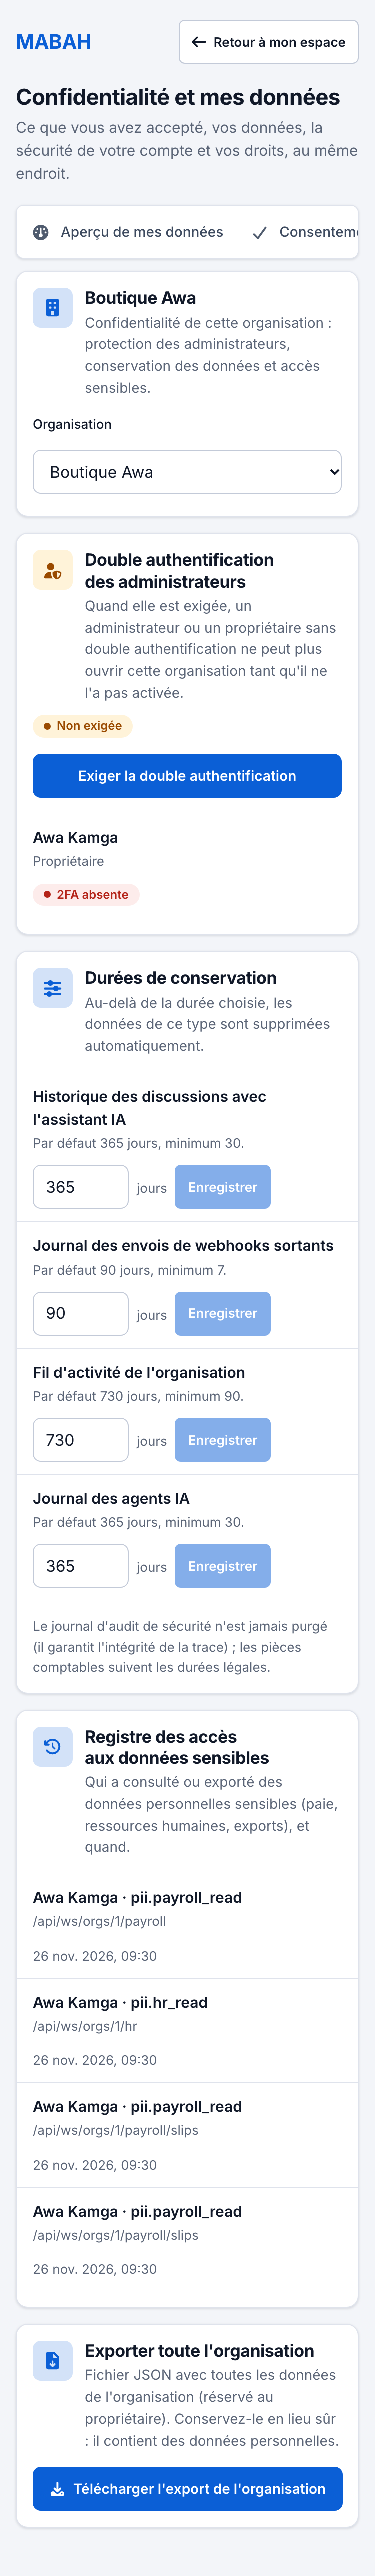 MABAH
Retour à mon espace
Confidentialité et mes données
Ce que vous avez accepté, vos données, la
sécurité de votre compte et vos droits, au même
endroit.
Aperçu de mes données
Boutique Awa
Confidentialité de cette organisation :
protection des administrateurs,
conservation des données et accès
sensibles.
Organisation
Boutique Awa
Double authentification
des administrateurs
Quand elle est exigée, un
administrateur ou un propriétaire sans
double authentification ne peut plus
ouvrir cette organisation tant qu'il ne
l'a pas activée.
Non exigée
Exiger la double authentification
Awa Kamga
Propriétaire
2FA absente
Durées de conservation
Au-delà de la durée choisie, les
données de ce type sont supprimées
automatiquement.
Historique des discussions avec
l'assistant IA
Par défaut 365 jours, minimum 30.
365 jours Enregistrer
Journal des envois de webhooks sortants
Par défaut 90 jours, minimum 7.
90 jours Enregistrer
Fil d'activité de l'organisation
Par défaut 730 jours, minimum 90.
730 jours Enregistrer
Journal des agents IA
Par défaut 365 jours, minimum 30.
365 jours Enregistrer
Le journal d'audit de sécurité n'est jamais purgé
(il garantit l'intégrité de la trace) ; les pièces
comptables suivent les durées légales.
Registre des accès
aux données sensibles
Qui a consulté ou exporté des
données personnelles sensibles (paie,
ressources humaines, exports), et
quand.
Awa Kamga · pii.payroll_read
/api/ws/orgs/1/payroll
26 nov. 2026, 09:30
Awa Kamga · pii.hr_read
/api/ws/orgs/1/hr
26 nov. 2026, 09:30
Awa Kamga · pii.payroll_read
/api/ws/orgs/1/payroll/slips
26 nov. 2026, 09:30
Awa Kamga · pii.payroll_read
/api/ws/orgs/1/payroll/slips
26 nov. 2026, 09:30
Exporter toute l'organisation
Fichier JSON avec toutes les données
de l'organisation (réservé au
propriétaire). Conservez-le en lieu sûr
: il contient des données personnelles.
Télécharger l'export de l'organisation